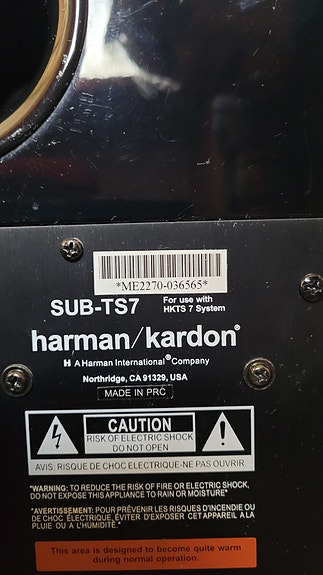 *ME2270-036565*
SUB-TS7
For use with
HKTS 7 System
harman/kardon®
H A Harman International® Company
Northridge, CA 91329, USA
MADE IN PRC
CAUTION
RISK OF ELECTRIC SHOCK
DO NOT OPEN
AVIS: RISQUE DE CHOC ELECTRIQUE-NE PAS OUVRIR
"WARNING: TO REDUCE THE RISK OF FIRE OR ELECTRIC SHOCK,
DO NOT EXPOSE THIS APPLIANCE TO RAIN OR MOISTURE"
"AVERTISSEMENT: POUR PRÉVENIR LES RISQUES D'INCENDIE OU
DE CHOC ÉLECTRIQUE, ÉVITER D'EXPOSER CET APPAREIL A LA
PLUIE OU A L'HUMIDITÉ."
This area is designed to become quite warm
during normal operation.